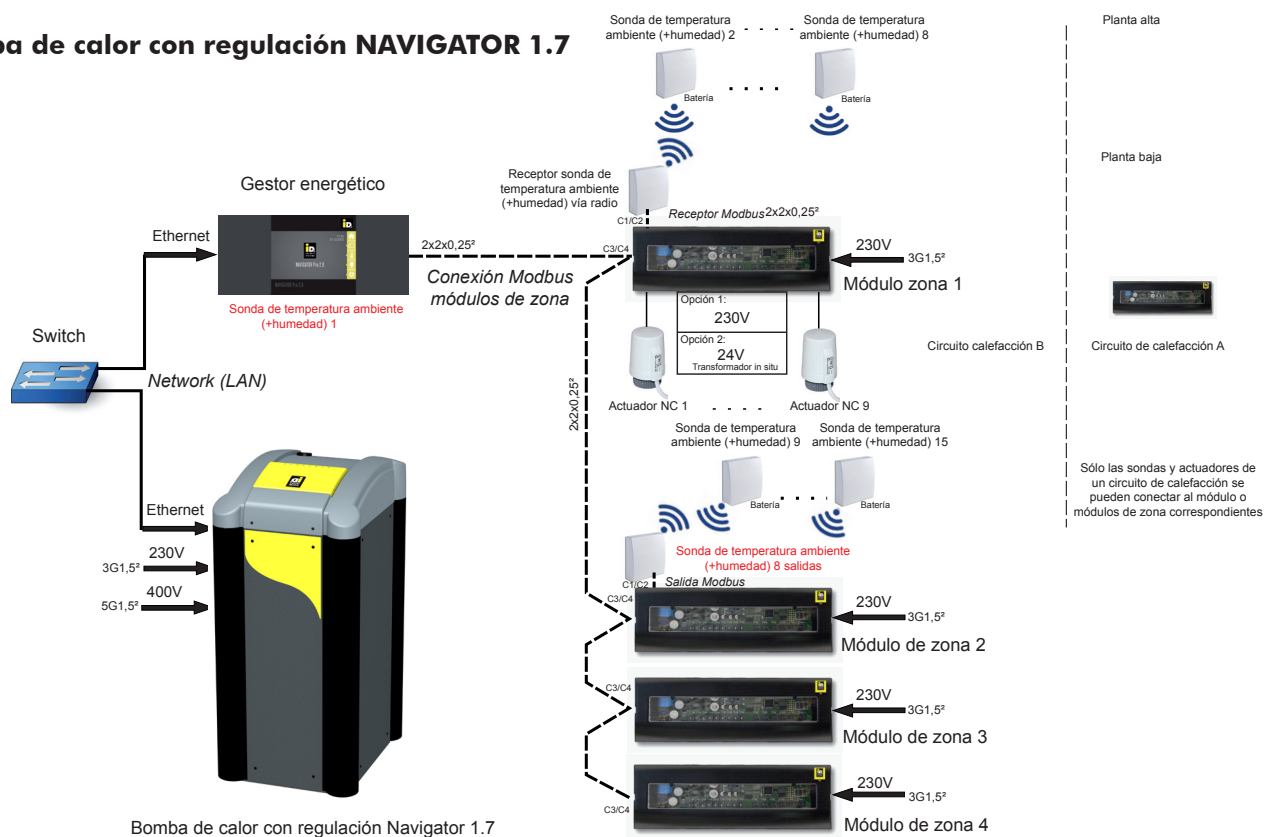 ba de calor con regulación NAVIGATOR 1.7
Sonda de temperatura
ambiente (+humedad) 2
Sonda de temperatura
ambiente (+humedad) 8
Batería
Batería
Planta alta
Planta baja
Receptor sonda de
temperatura ambiente
(+humedad) vía radio
C1/C2
Receptor Modbus
2x2x0,25²
Gestor energético
Ethernet
NAVIGATOR Pro 2.0
2x2x0,25²
C3/C4
Conexión Modbus
módulos de zona
Sonda de temperatura ambiente
(+humedad) 1
230V
3G1,5²
Módulo zona 1
Opción 1:
230V
Opción 2:
24V
Transformador in situ
Actuador NC 1
Actuador NC 9
Circuito calefacción B
Circuito de calefacción A
Switch
Network (LAN)
2x2x0,25²
Sonda de temperatura
ambiente (+humedad) 9
Sonda de temperatura
ambiente (+humedad) 15
Batería
Batería
Sólo las sondas y actuadores de
un circuito de calefacción se
pueden conectar al módulo o
módulos de zona correspondientes
Ethernet
230V
3G1,5²
400V
5G1,5²
Sonda de temperatura ambiente
(+humedad) 8 salidas
C1/C2
Salida Modbus
C3/C4
230V
3G1,5²
Módulo de zona 2
C3/C4
230V
3G1,5²
Módulo de zona 3
C3/C4
230V
3G1,5²
Módulo de zona 4
Bomba de calor con regulación Navigator 1.7